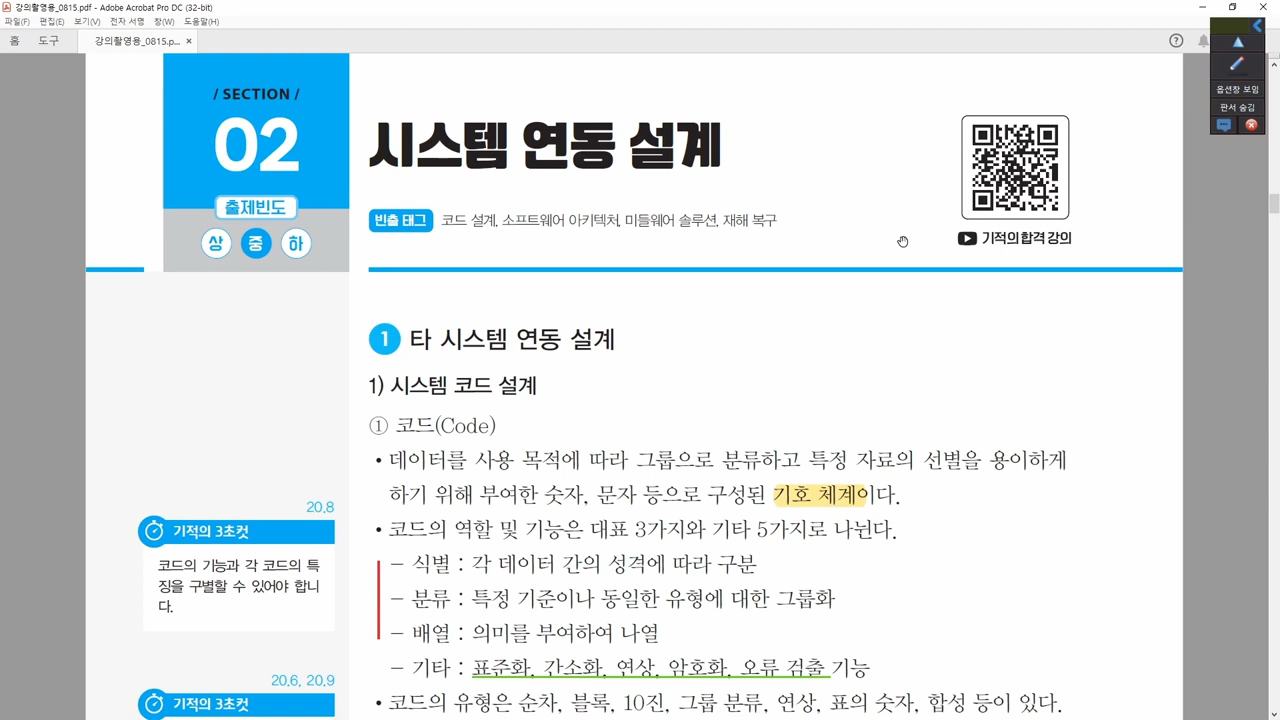 강의촬영용_0815.pdf - Adobe Acrobat Pro DC (32-bit)
파일(F) 편집(E) 보기(V) 전자 서명 창(W) 도움말(H)
홈 도구 강의촬영용_0815.p... ×
옵션창 보임
판서 숨김
/ SECTION /
02
출제빈도
상 중 하
시스템 연동 설계
빈출 태그 코드 설계, 소프트웨어 아키텍처, 미들웨어 솔루션, 재해 복구
기적의 합격 강의
1 타 시스템 연동 설계
1) 시스템 코드 설계
① 코드(Code)
• 데이터를 사용 목적에 따라 그룹으로 분류하고 특정 자료의 선별을 용이하게
하기 위해 부여한 숫자, 문자 등으로 구성된 기호 체계이다.
• 코드의 역할 및 기능은 대표 3가지와 기타 5가지로 나뉜다.
– 식별 : 각 데이터 간의 성격에 따라 구분
– 분류 : 특정 기준이나 동일한 유형에 대한 그룹화
– 배열 : 의미를 부여하여 나열
– 기타 : 표준화, 간소화, 연상, 암호화, 오류 검출 기능
• 코드의 유형은 순차, 블록, 10진, 그룹 분류, 연상, 표의 숫자, 합성 등이 있다.
20.8
기적의 3초컷
코드의 기능과 각 코드의 특
징을 구별할 수 있어야 합니
다.
20.6, 20.9
기적의 3초컷